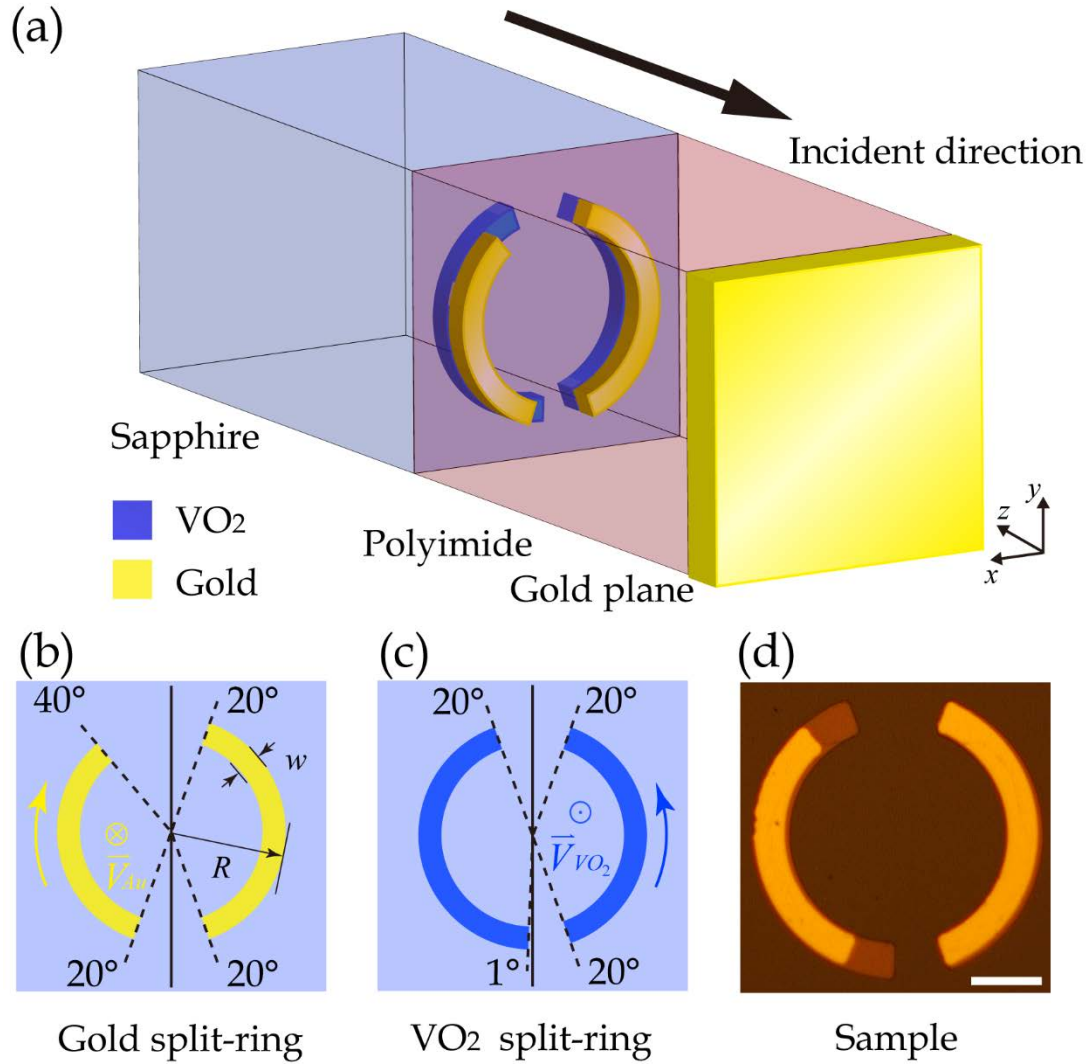 (a)
Incident direction
Sapphire
VO₂
Gold
Polyimide
Gold plane
y
z
x
(b)
(c)
(d)
40°
20°
w
R
V⃗Au
20°
20°
20°
20°
V⃗VO₂
1°
20°
Gold split-ring
VO₂ split-ring
Sample